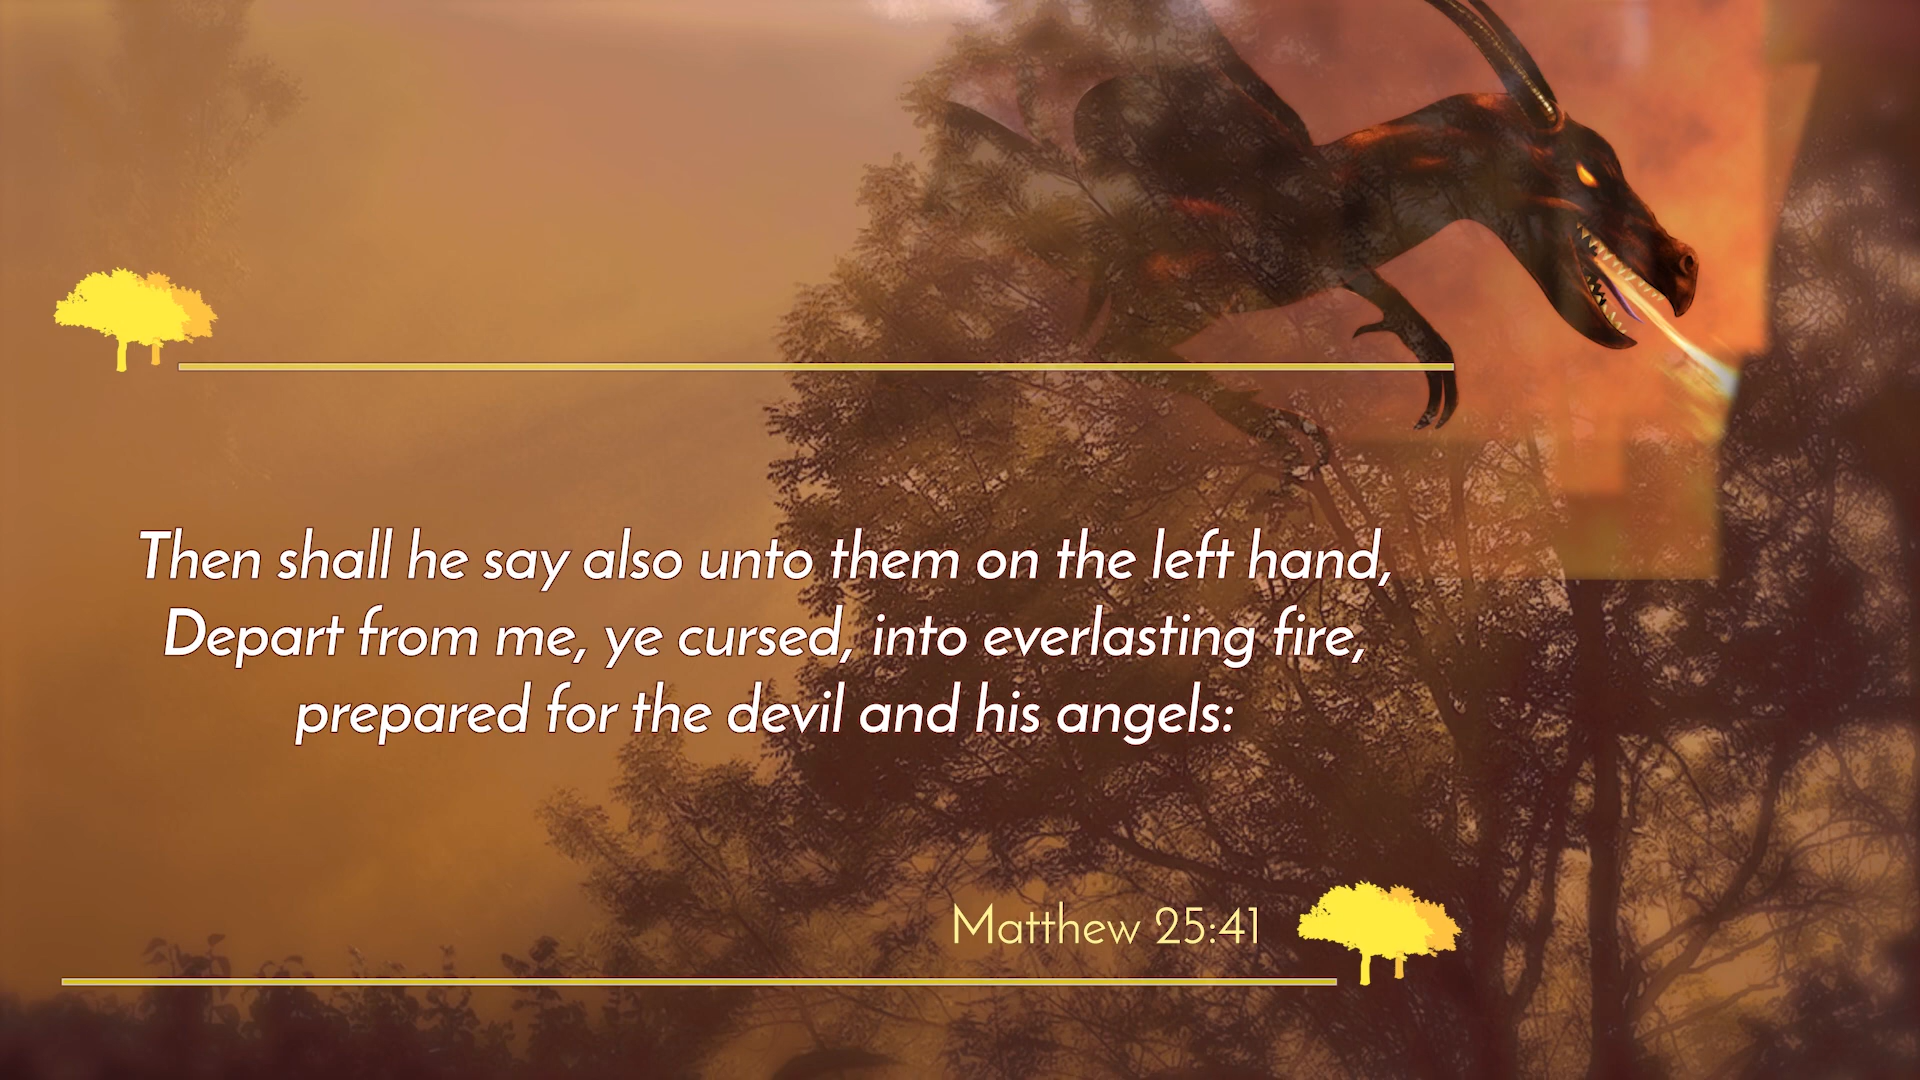 Then shall he say also unto them on the left hand,
Depart from me, ye cursed, into everlasting fire,
prepared for the devil and his angels:
Matthew 25:41